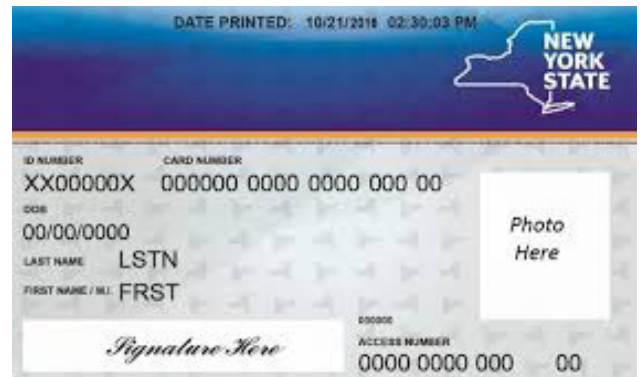 DATE PRINTED: 10/21/2016 02:30:03 PM
NEW
YORK
STATE
ID NUMBER CARD NUMBER
XX00000X 000000 0000 0000 000 00
DOB
00/00/0000
LAST NAME LSTN
FIRST NAME / M.I. FRST
Photo
Here
Signature Here
000000
ACCESS NUMBER
0000 0000 000 00